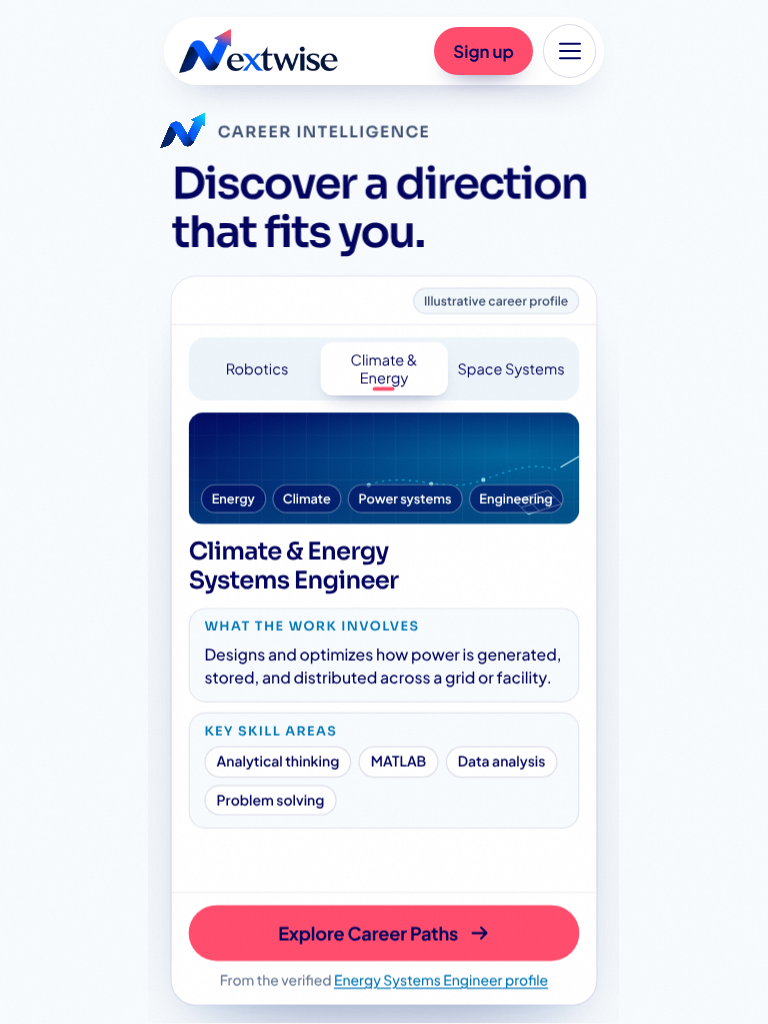 Nextwise
Sign up
CAREER INTELLIGENCE
Discover a direction
that fits you.
Illustrative career profile
Robotics
Climate &
Energy
Space Systems
Energy
Climate
Power systems
Engineering
Climate & Energy
Systems Engineer
WHAT THE WORK INVOLVES
Designs and optimizes how power is generated,
stored, and distributed across a grid or facility.
KEY SKILL AREAS
Analytical thinking
MATLAB
Data analysis
Problem solving
Explore Career Paths →
From the verified Energy Systems Engineer profile